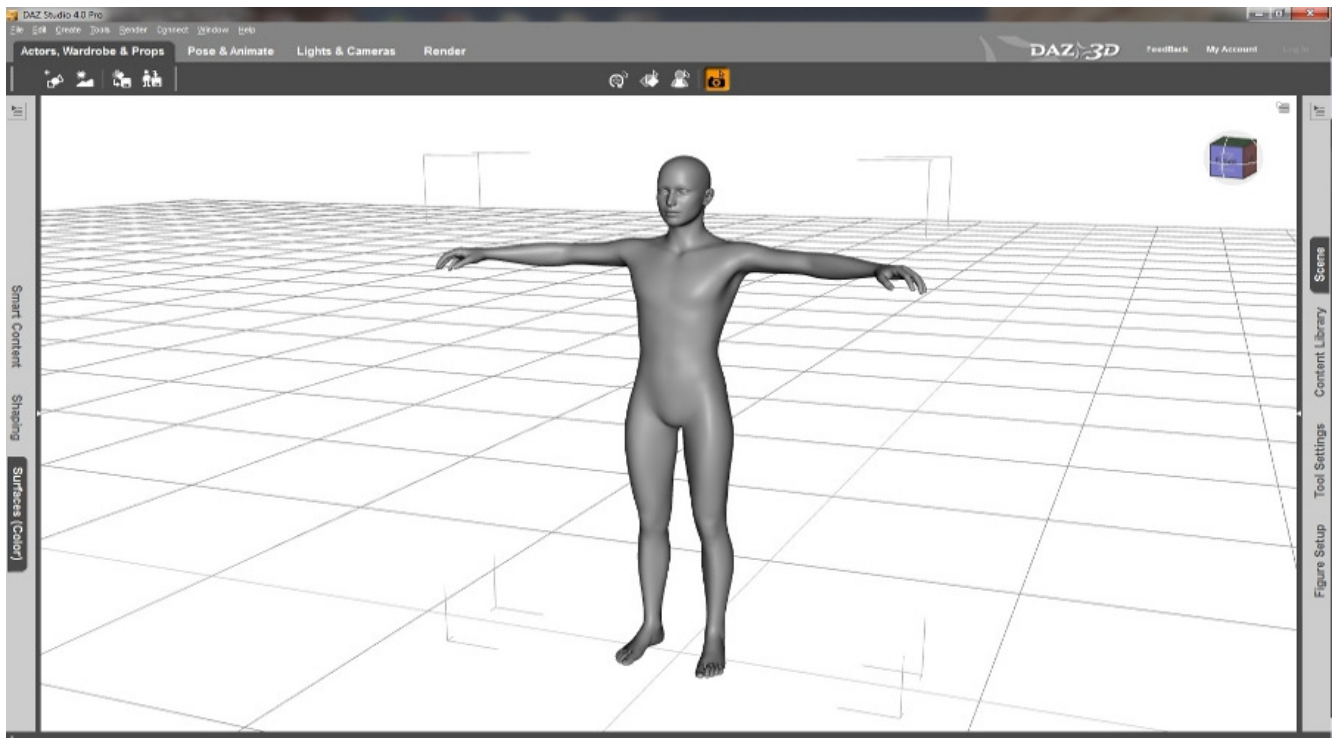 DAZ Studio 4.0 Pro
File Edit Create Tools Render Connect Window Help
Actors, Wardrobe & Props Pose & Animate Lights & Cameras Render DAZ 3D FeedBack My Account Log In
Smart Content
Shaping
Surfaces (Color)
Scene
Content Library
Tool Settings
Figure Setup